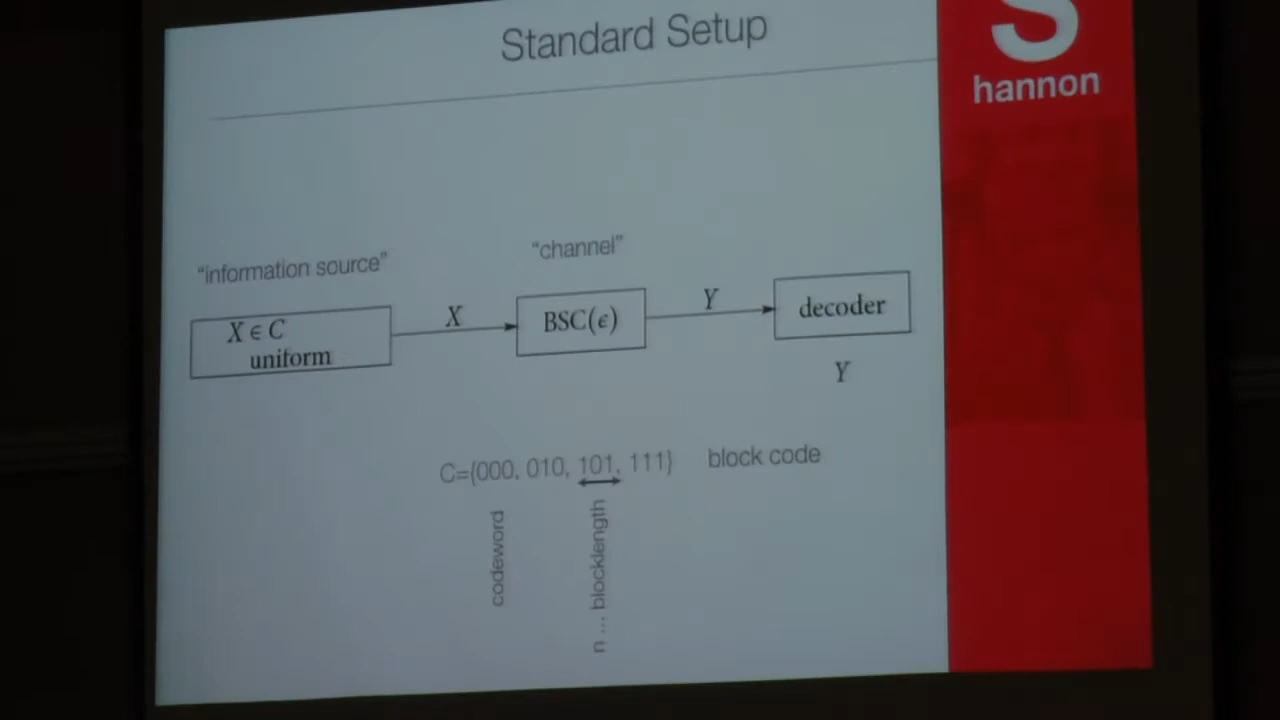 Standard Setup
S
hannon
"information source"
"channel"
X ∈ C
uniform
X
BSC(ϵ)
Y
decoder
Y
C={000, 010, 101, 111}
block code
codeword
n ... blocklength